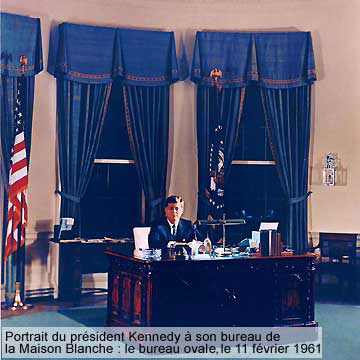 Portrait du président Kennedy à son bureau de
la Maison Blanche : le bureau ovale, le 11 février 1961